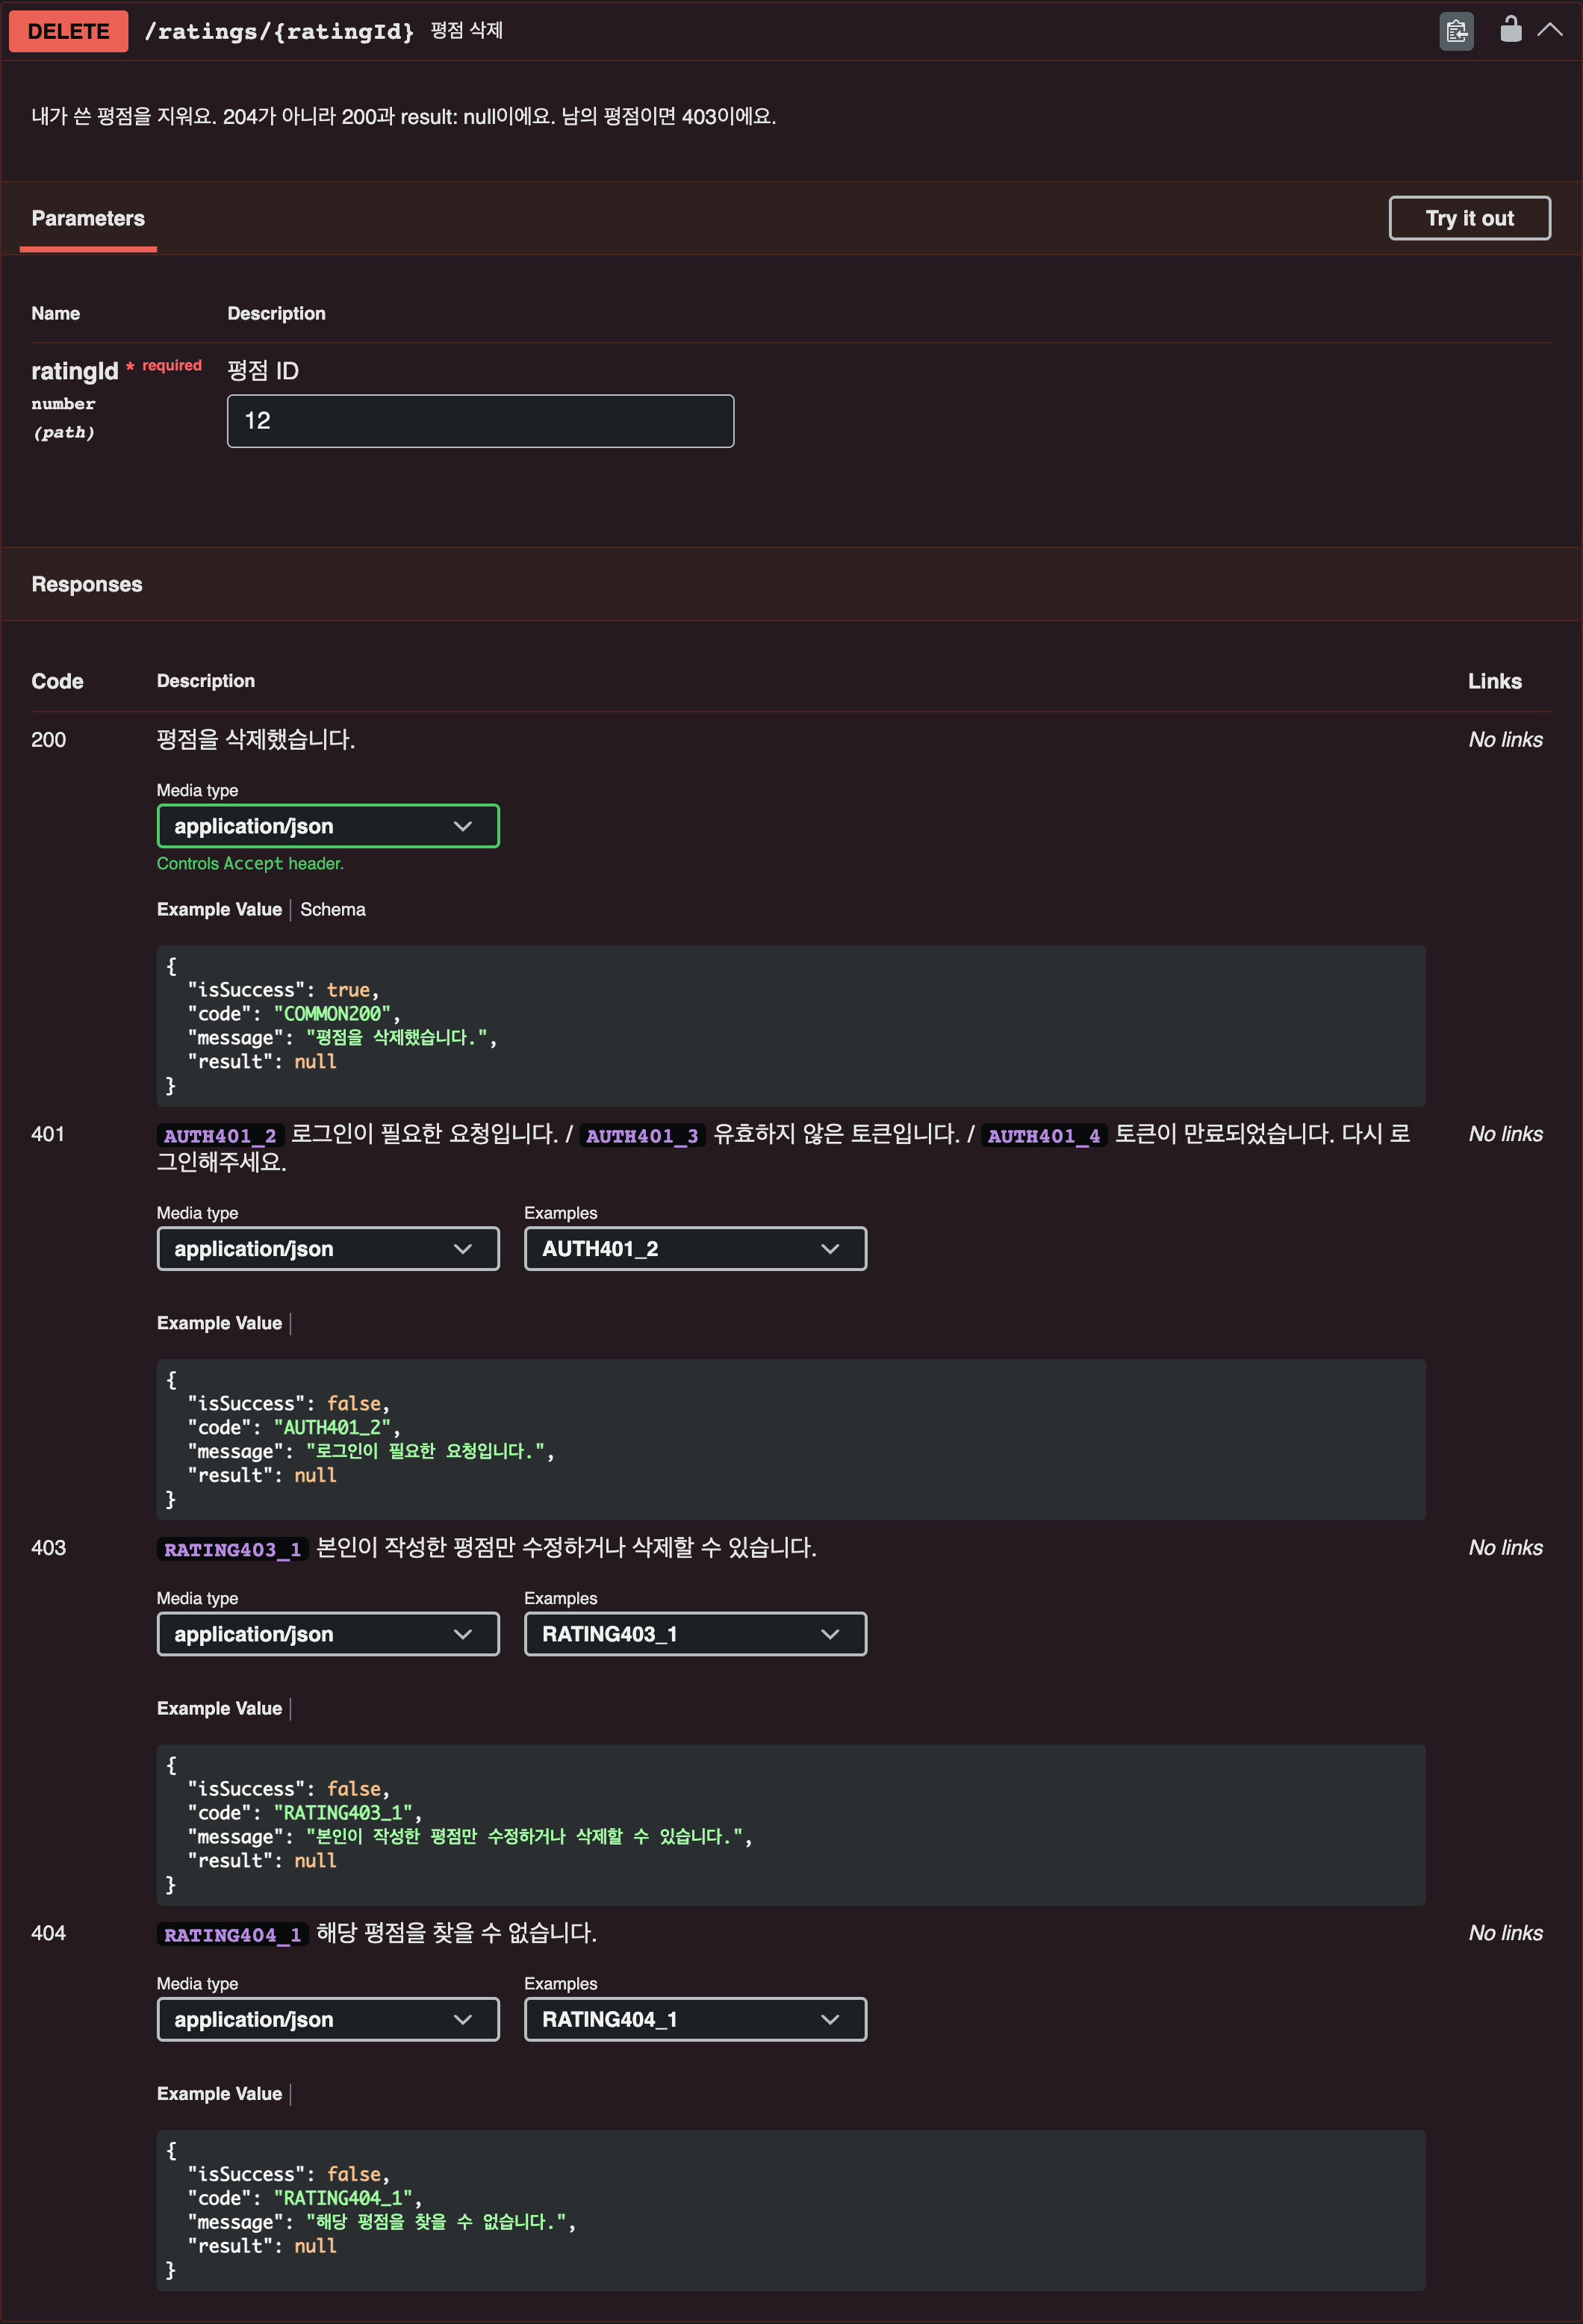 DELETE /ratings/{ratingId} 평점 삭제
내가 쓴 평점을 지워요. 204가 아니라 200과 result: null이에요. 남의 평점이면 403이에요.
Parameters
Try it out
Name Description
ratingId * required 평점 ID
number
(path)
12
Responses
Code Description Links
200 평점을 삭제했습니다. No links
Media type
application/json
Controls Accept header.
Example Value Schema
{
"isSuccess": true,
"code": "COMMON200",
"message": "평점을 삭제했습니다.",
"result": null
}
401 AUTH401_2 로그인이 필요한 요청입니다. / AUTH401_3 유효하지 않은 토큰입니다. / AUTH401_4 토큰이 만료되었습니다. 다시 로 No links
그인해주세요.
Media type Examples
application/json AUTH401_2
Example Value
{
"isSuccess": false,
"code": "AUTH401_2",
"message": "로그인이 필요한 요청입니다.",
"result": null
}
403 RATING403_1 본인이 작성한 평점만 수정하거나 삭제할 수 있습니다. No links
Media type Examples
application/json RATING403_1
Example Value
{
"isSuccess": false,
"code": "RATING403_1",
"message": "본인이 작성한 평점만 수정하거나 삭제할 수 있습니다.",
"result": null
}
404 RATING404_1 해당 평점을 찾을 수 없습니다. No links
Media type Examples
application/json RATING404_1
Example Value
{
"isSuccess": false,
"code": "RATING404_1",
"message": "해당 평점을 찾을 수 없습니다.",
"result": null
}